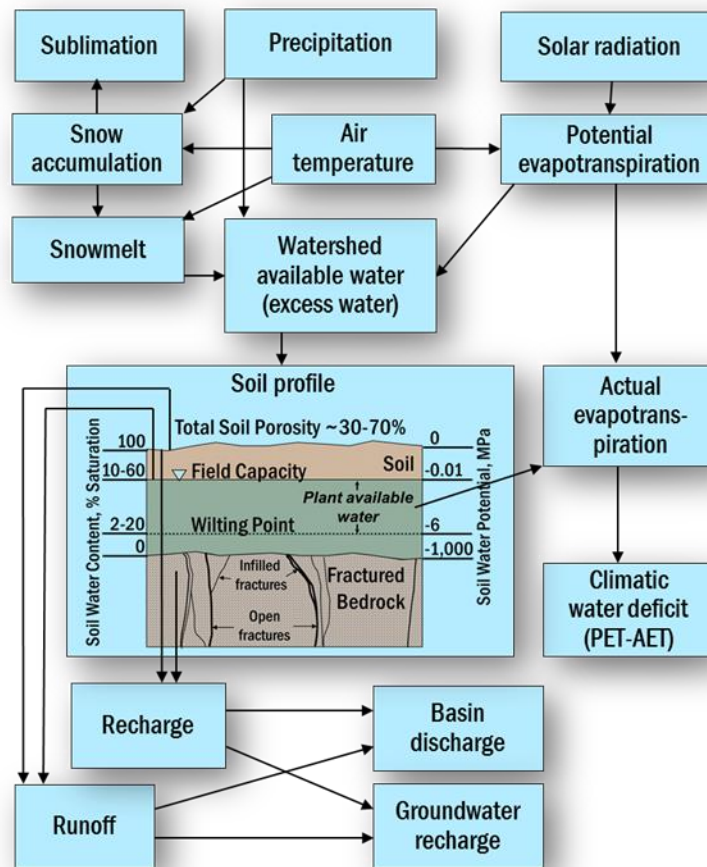 Sublimation
Precipitation
Solar radiation
Snow
accumulation
Air
temperature
Potential
evapotranspiration
Snowmelt
Watershed
available water
(excess water)
Soil profile
Total Soil Porosity ~30-70%
Soil Water Content, % Saturation
100
10-60
2-20
0
Field Capacity
Soil
Plant available
water
Wilting Point
Infilled
fractures
Fractured
Bedrock
Open
fractures
0
-0.01
-6
-1,000
Soil Water Potential, MPa
Actual
evapotrans-
piration
Climatic
water deficit
(PET-AET)
Recharge
Basin
discharge
Runoff
Groundwater
recharge